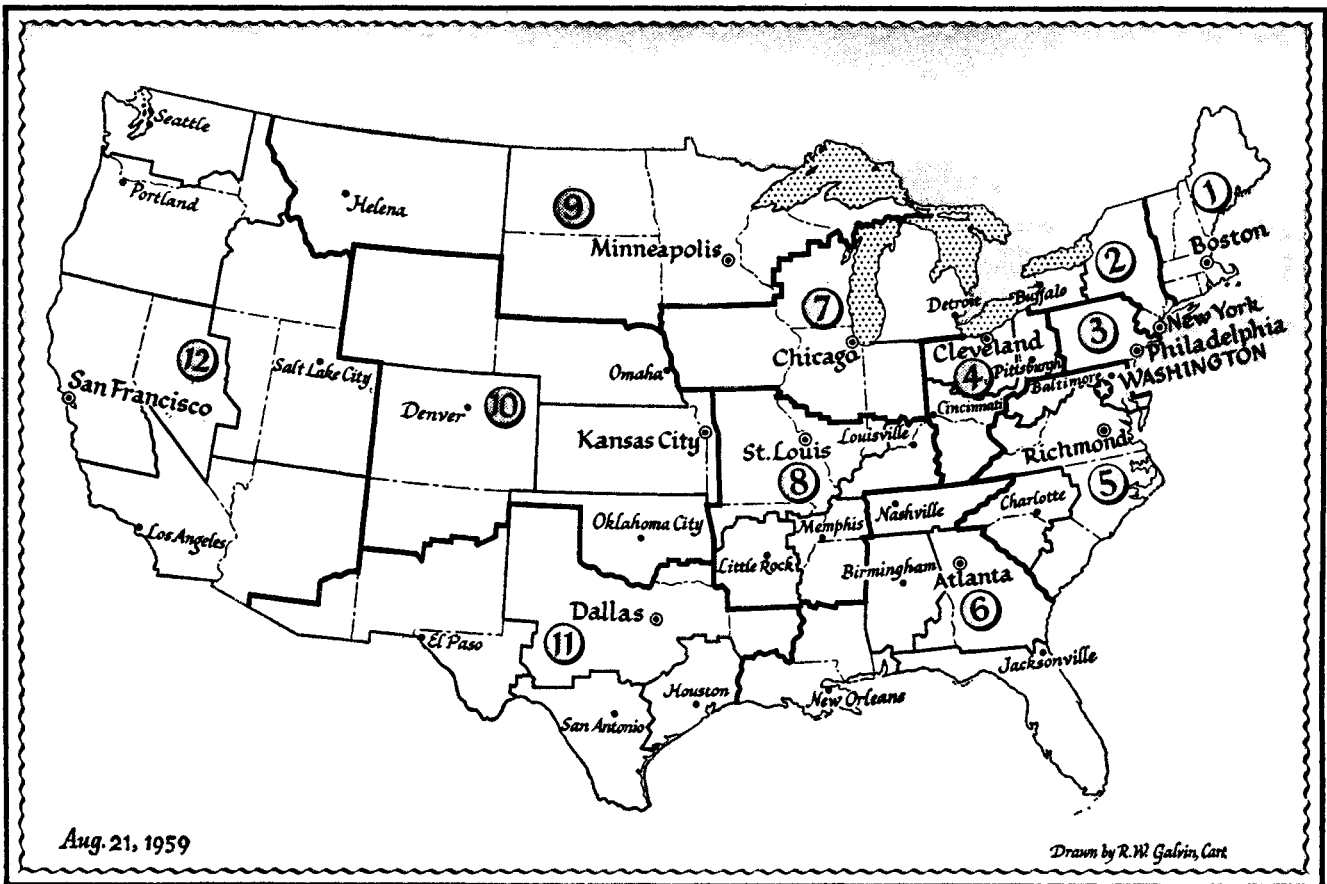 Seattle
Portland
Helena
9
Minneapolis
1
Boston
2
Buffalo
Detroit
7
Chicago
New York
3
Philadelphia
Cleveland
Pittsburgh
WASHINGTON
Baltimore
4
Cincinnati
12
San Francisco
Salt Lake City
Omaha
Denver
10
Kansas City
St. Louis
8
Louisville
Richmond
5
Charlotte
Nashville
Memphis
Oklahoma City
Los Angeles
Little Rock
Birmingham
Atlanta
6
Dallas
11
El Paso
Jacksonville
Houston
New Orleans
San Antonio
Aug. 21, 1959
Drawn by R.W. Galvin, Cart.